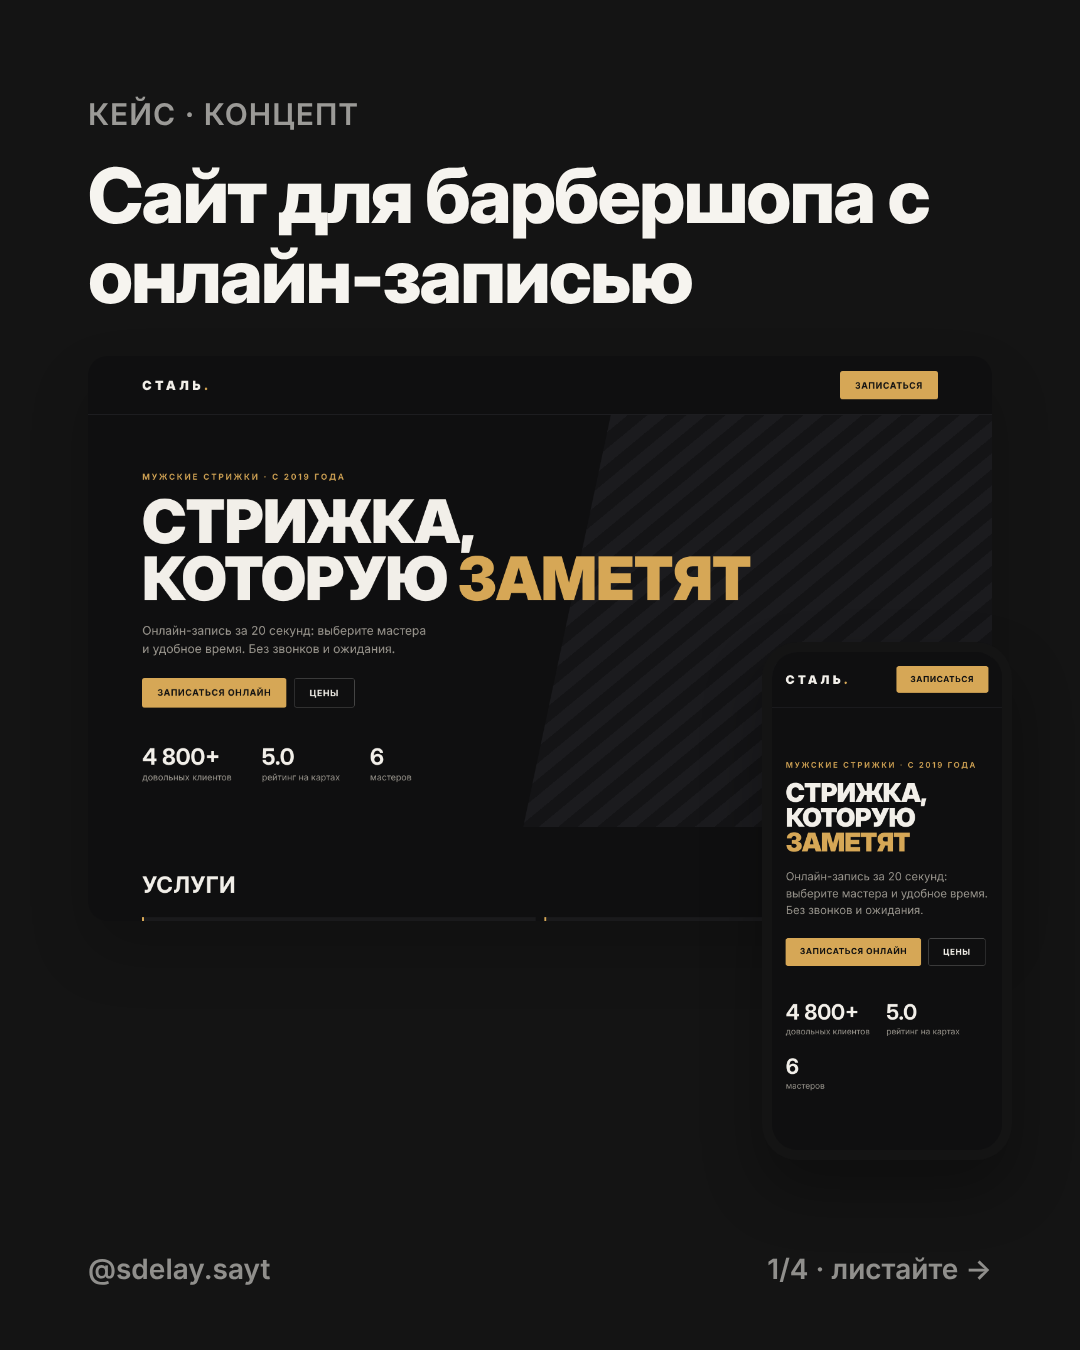 КЕЙС · КОНЦЕПТ
Сайт для барбершопа с
онлайн-записью
СТАЛЬ.
ЗАПИСАТЬСЯ
МУЖСКИЕ СТРИЖКИ · С 2019 ГОДА
СТРИЖКА,
КОТОРУЮ ЗАМЕТЯТ
Онлайн-запись за 20 секунд: выберите мастера
и удобное время. Без звонков и ожидания.
ЗАПИСАТЬСЯ ОНЛАЙН
ЦЕНЫ
4 800+
довольных клиентов
5.0
рейтинг на картах
6
мастеров
УСЛУГИ
СТАЛЬ.
ЗАПИСАТЬСЯ
МУЖСКИЕ СТРИЖКИ · С 2019 ГОДА
СТРИЖКА,
КОТОРУЮ
ЗАМЕТЯТ
Онлайн-запись за 20 секунд:
выберите мастера и удобное время.
Без звонков и ожидания.
ЗАПИСАТЬСЯ ОНЛАЙН
ЦЕНЫ
4 800+
довольных клиентов
5.0
рейтинг на картах
6
мастеров
@sdelay.sayt
1/4 · листайте →